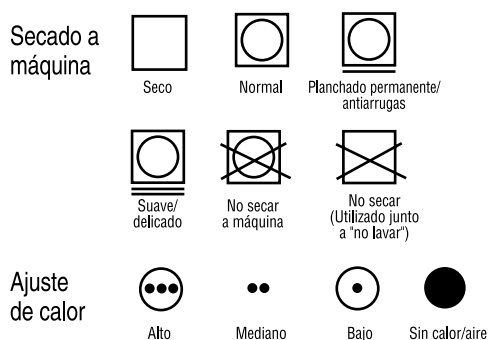 Secado a
máquina
Seco
Normal
Planchado permanente/
antiarrugas
Suave/
delicado
No secar
a máquina
No secar
(Utilizado junto
a "no lavar")
Ajuste
de calor
Alto
Mediano
Bajo
Sin calor/aire